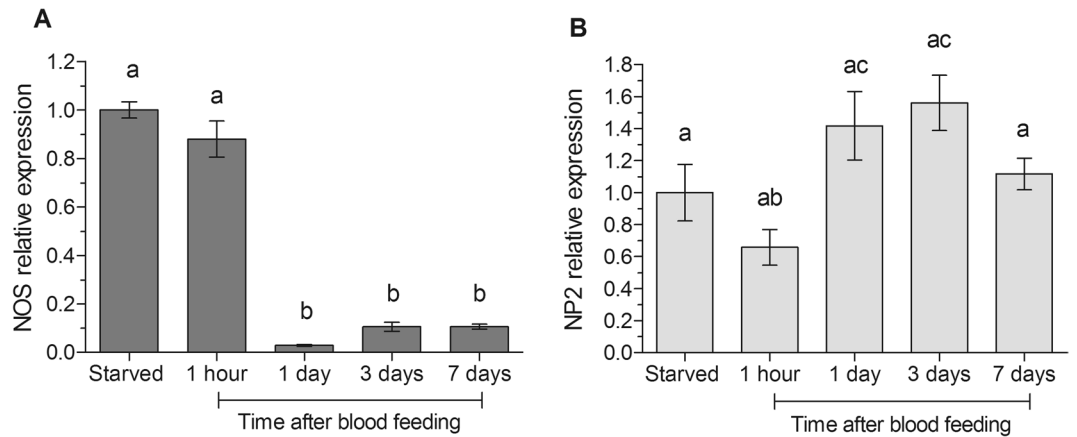 A
NOS relative expression
1.2
1.0
0.8
0.6
0.4
0.2
0.0
a
a
b
b
b
Starved 1 hour 1 day 3 days 7 days
Time after blood feeding
B
NP2 relative expression
1.8
1.6
1.4
1.2
1.0
0.8
0.6
0.4
0.2
0.0
a
ab
ac
ac
a
Starved 1 hour 1 day 3 days 7 days
Time after blood feeding